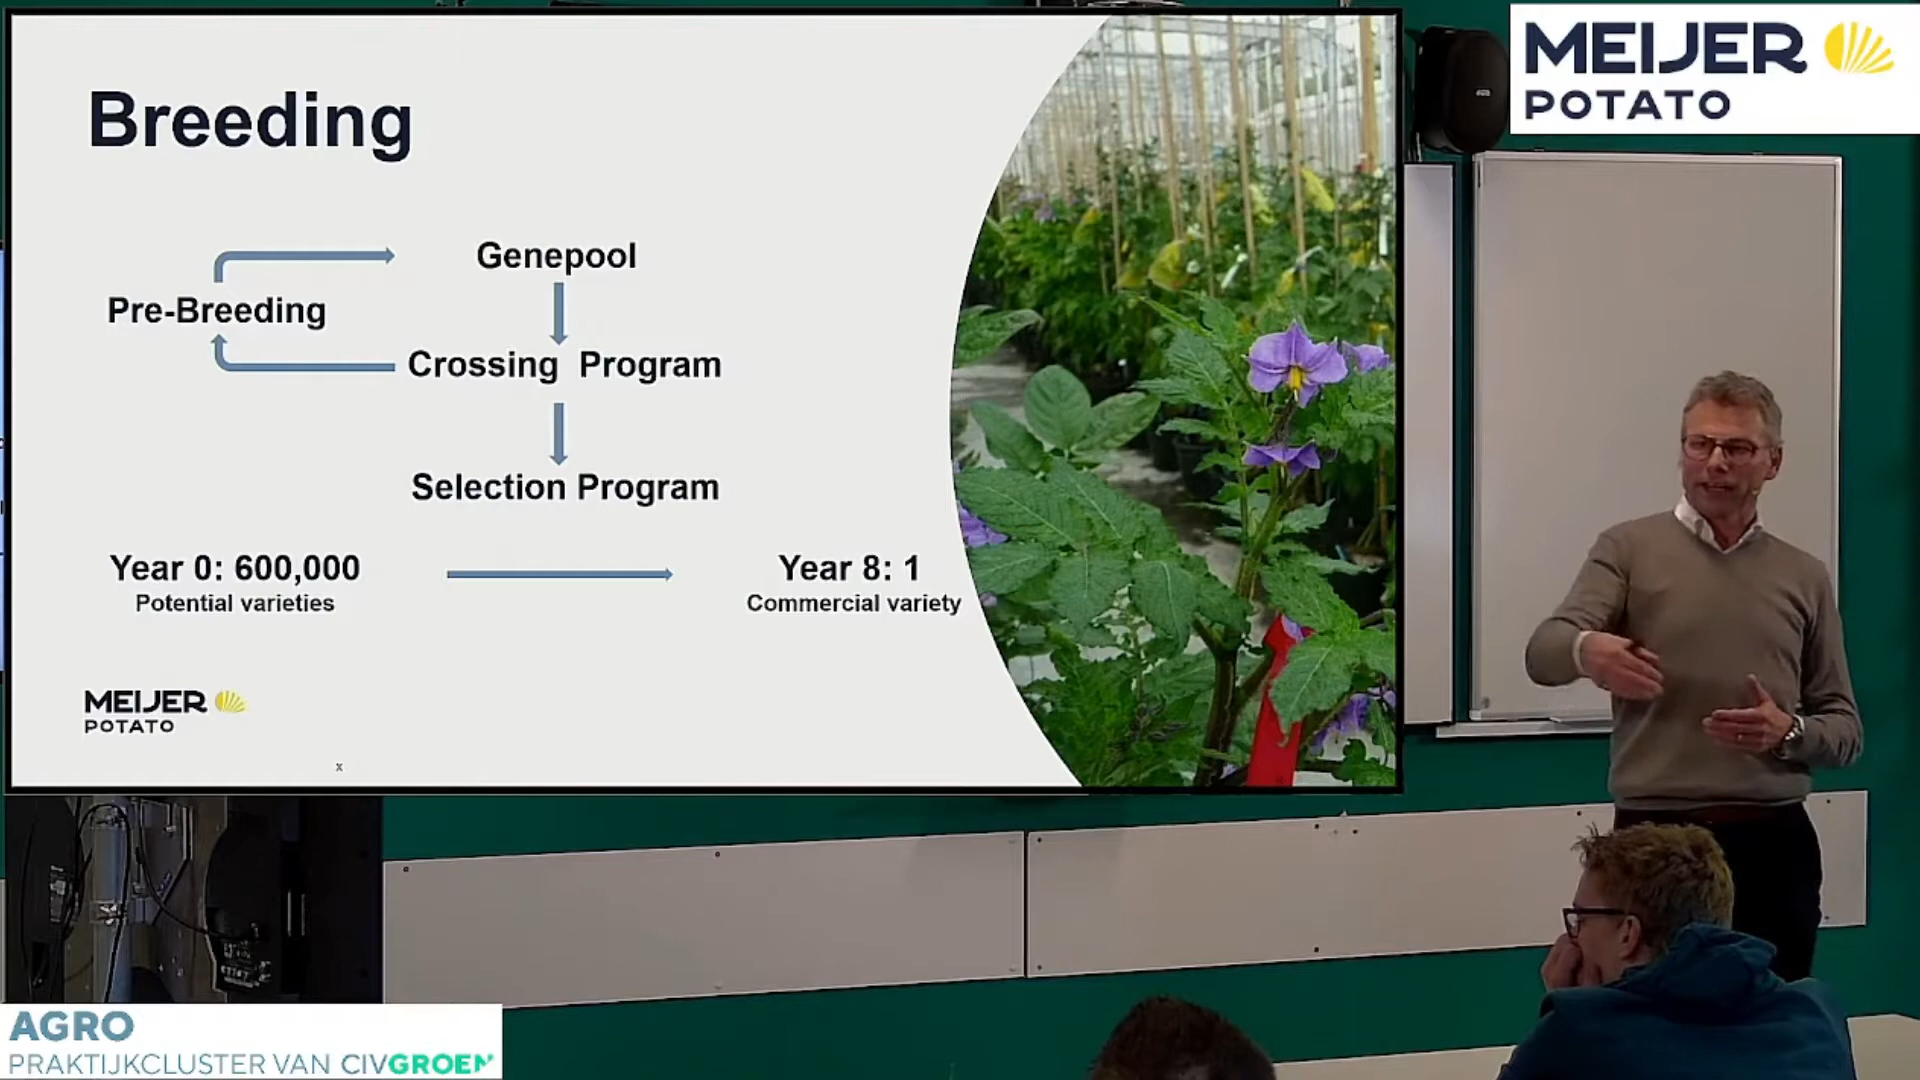 Breeding
Genepool
Pre-Breeding
Crossing Program
Selection Program
Year 0: 600,000
Potential varieties
Year 8: 1
Commercial variety
MEIJER
POTATO
x
MEIJER
POTATO
AGRO
PRAKTIJKCLUSTER VAN CIVGROEN